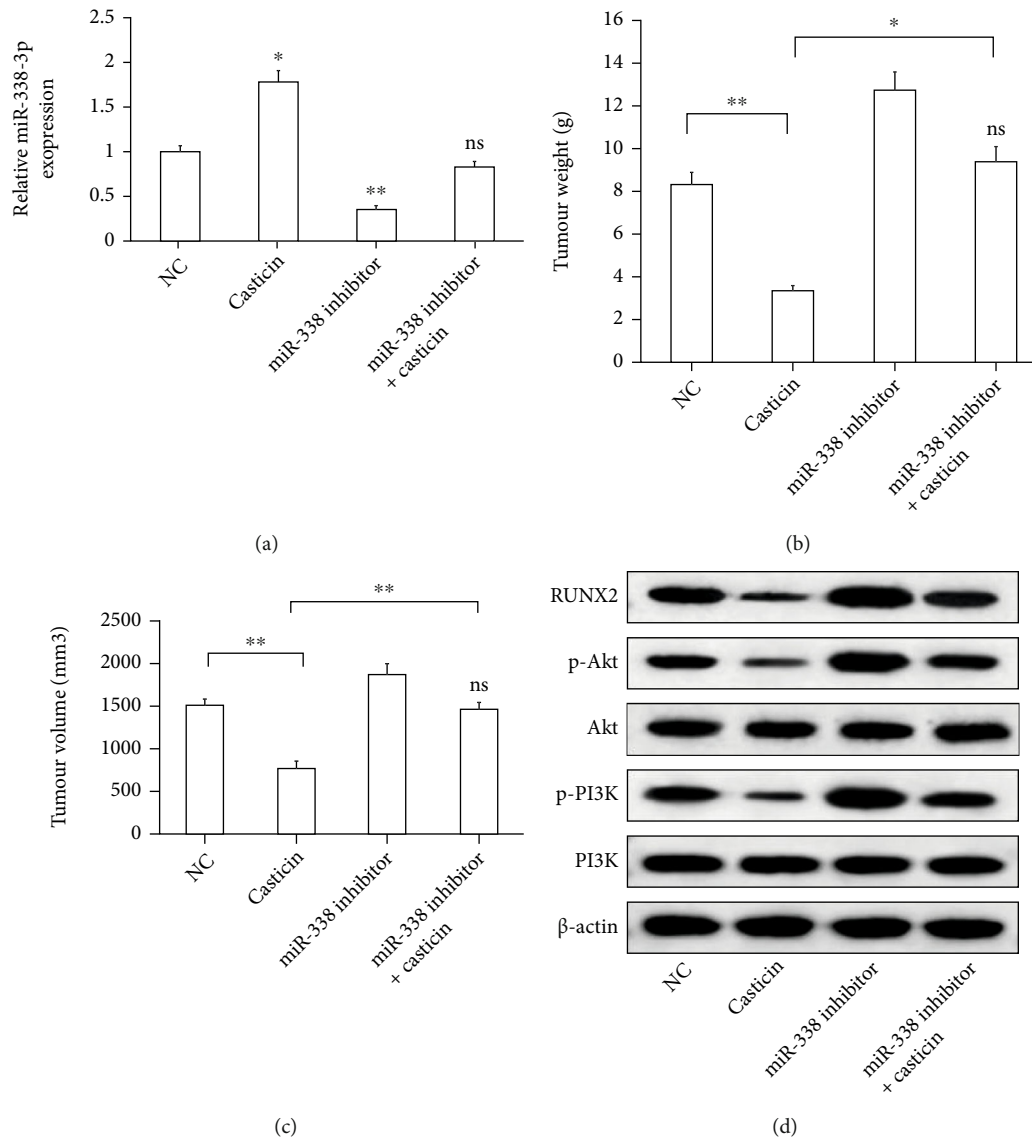 2.5
2
1.5
1
0.5
0
Relative miR-338-3p
exopression
*
**
ns
NC
Casticin
miR-338 inhibitor
miR-338 inhibitor
+ casticin
(a)
16
14
12
10
8
6
4
2
0
Tumour weight (g)
**
*
ns
NC
Casticin
miR-338 inhibitor
miR-338 inhibitor
+ casticin
(b)
2500
2000
1500
1000
500
0
Tumour volume (mm3)
**
**
ns
NC
Casticin
miR-338 inhibitor
miR-338 inhibitor
+ casticin
(c)
RUNX2
p-Akt
Akt
p-PI3K
PI3K
β-actin
NC
Casticin
miR-338 inhibitor
miR-338 inhibitor
+ casticin
(d)